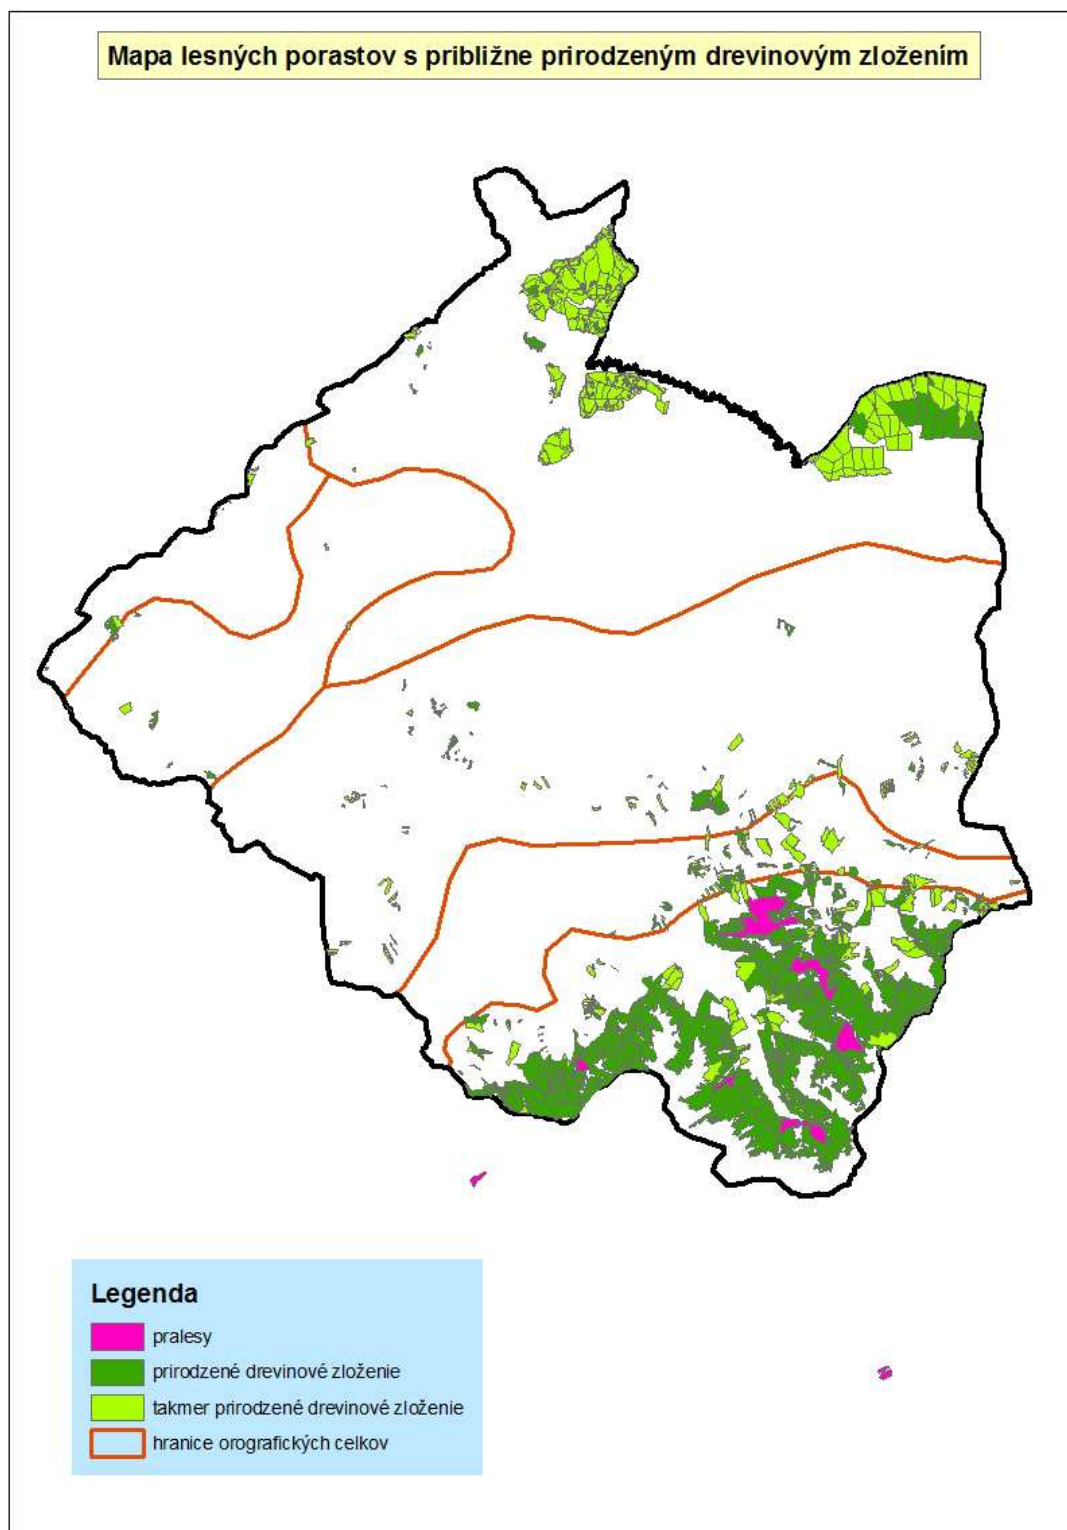 Mapa lesných porastov s približne prirodzeným drevinovým zložením
Legenda
pralesy
prirodzené drevinové zloženie
takmer prirodzené drevinové zloženie
hranice orografických celkov